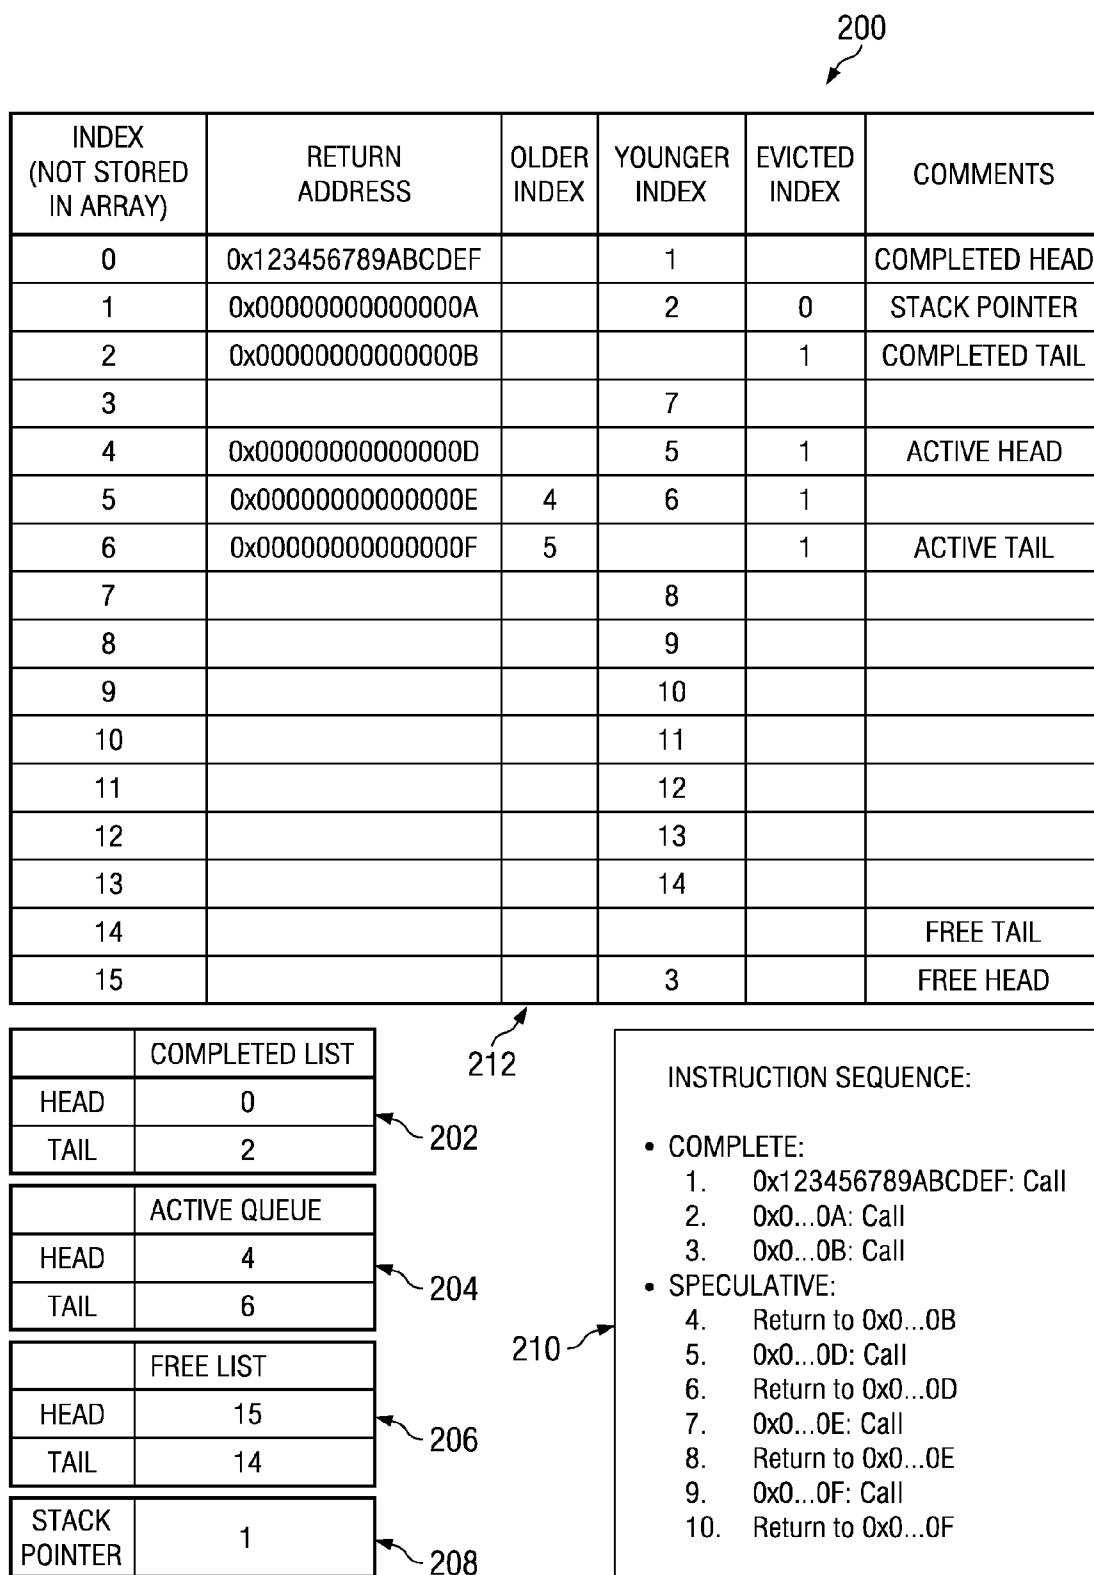 200
INDEX (NOT STORED IN ARRAY) RETURN ADDRESS OLDER INDEX YOUNGER INDEX EVICTED INDEX COMMENTS
0 0x123456789ABCDEF 1 COMPLETED HEAD
1 0x00000000000000A 2 0 STACK POINTER
2 0x00000000000000B 1 COMPLETED TAIL
3 7
4 0x00000000000000D 5 1 ACTIVE HEAD
5 0x00000000000000E 4 6 1
6 0x00000000000000F 5 1 ACTIVE TAIL
7 8
8 9
9 10
10 11
11 12
12 13
13 14
14 FREE TAIL
15 3 FREE HEAD
212
COMPLETED LIST
HEAD 0
TAIL 2
202
ACTIVE QUEUE
HEAD 4
TAIL 6
204
FREE LIST
HEAD 15
TAIL 14
206
STACK POINTER 1
208
210
INSTRUCTION SEQUENCE:
• COMPLETE:
1. 0x123456789ABCDEF: Call
2. 0x0...0A: Call
3. 0x0...0B: Call
• SPECULATIVE:
4. Return to 0x0...0B
5. 0x0...0D: Call
6. Return to 0x0...0D
7. 0x0...0E: Call
8. Return to 0x0...0E
9. 0x0...0F: Call
10. Return to 0x0...0F